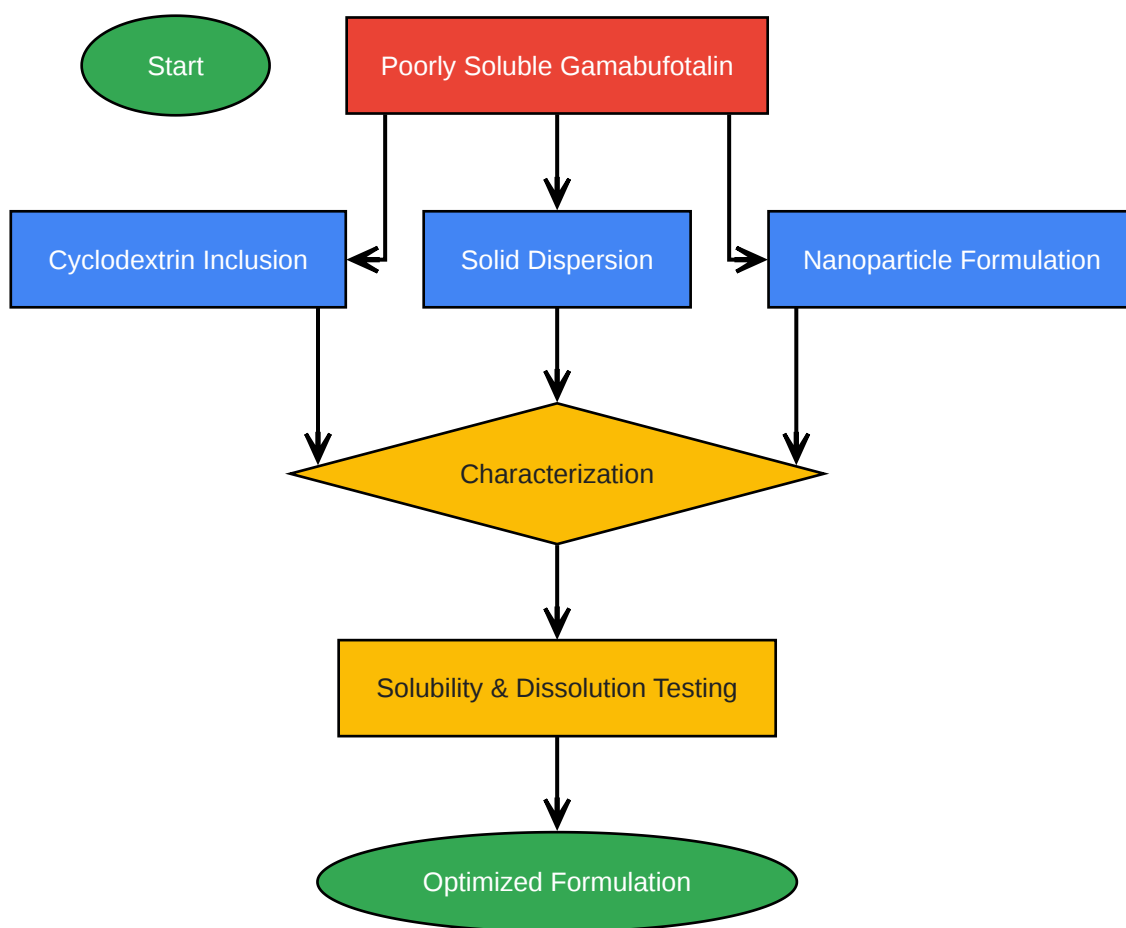 Start
Poorly Soluble Gamabufotalin
Cyclodextrin Inclusion
Solid Dispersion
Nanoparticle Formulation
Characterization
Solubility & Dissolution Testing
Optimized Formulation